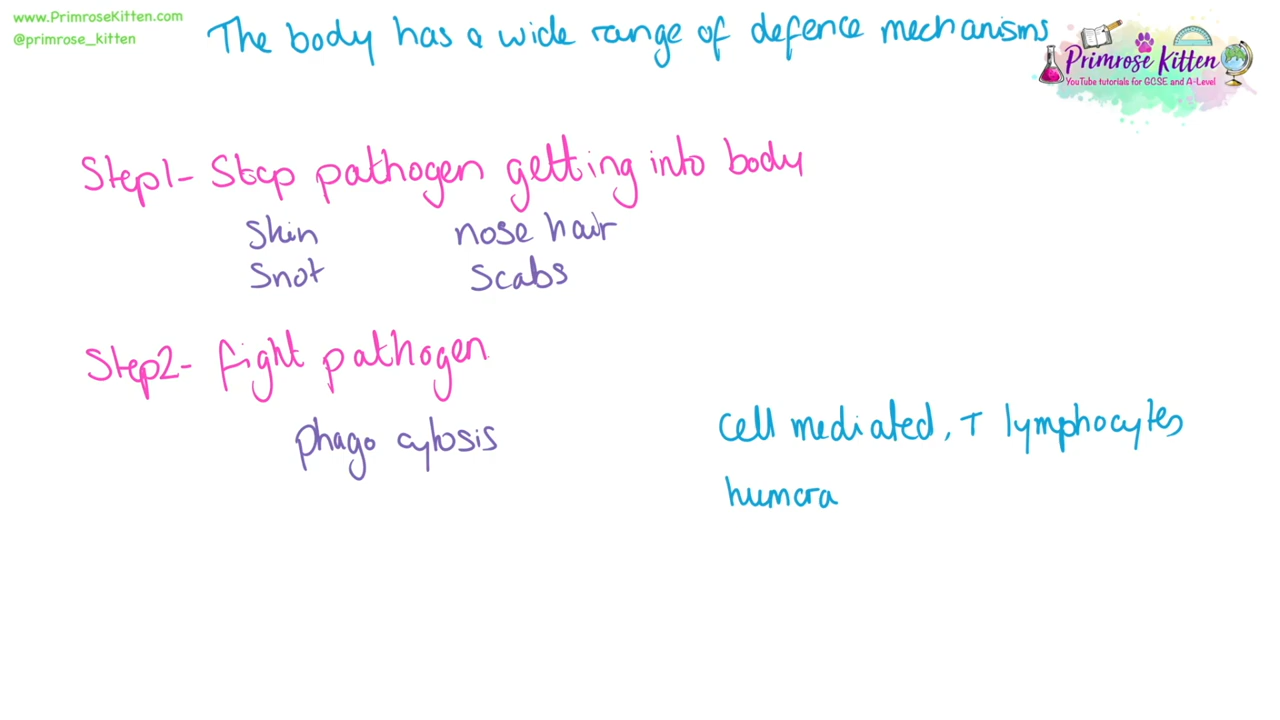 www.PrimroseKitten.com
@primrose_kitten
The body has a wide range of defence mechanisms
Primrose Kitten
YouTube tutorials for GCSE and A-Level
Step1- Stop pathogen getting into body
Skin nose hair
Snot Scabs
Step2- fight pathogen
phago cytosis
Cell mediated, T lymphocytes
humora